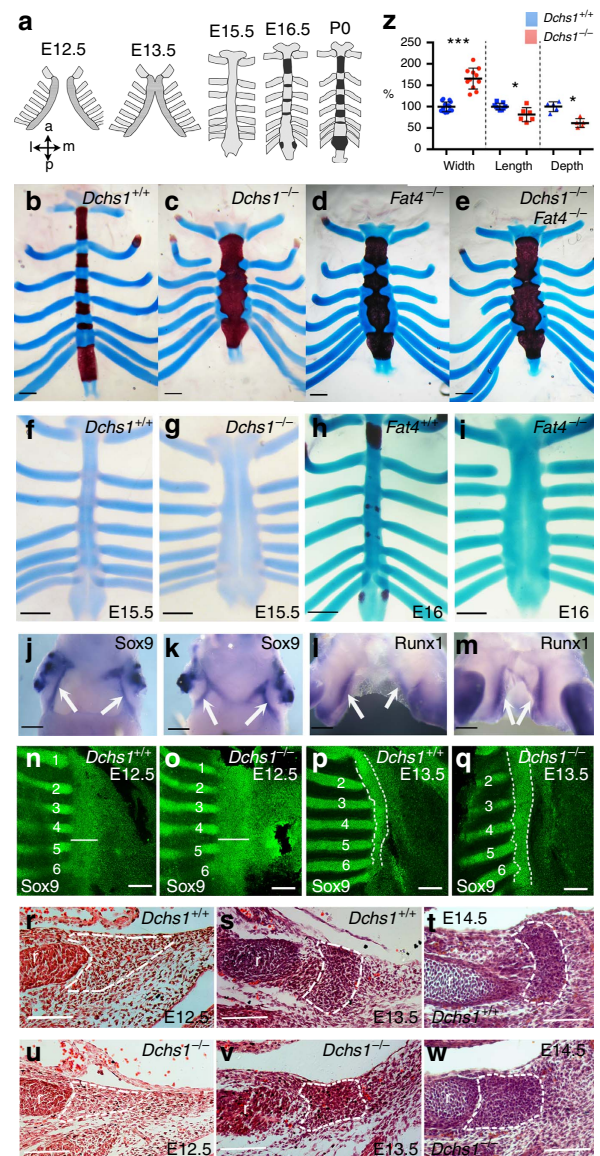 a
E12.5
E13.5
E15.5
E16.5
P0
a
l
m
p
z
Dchs1+/+
Dchs1–/–
%
250
200
150
100
50
0
***
*
*
Width
Length
Depth
b
Dchs1+/+
c
Dchs1–/–
d
Fat4–/–
e
Dchs1–/–
Fat4–/–
f
Dchs1+/+
E15.5
g
Dchs1–/–
E15.5
h
Fat4+/+
E16
i
Fat4–/–
E16
j
Sox9
k
Sox9
l
Runx1
m
Runx1
n
Dchs1+/+
E12.5
1
2
3
4
5
6
Sox9
o
Dchs1–/–
E12.5
1
2
3
4
5
6
Sox9
p
Dchs1+/+
E13.5
2
3
4
5
6
Sox9
q
Dchs1–/–
E13.5
2
3
4
5
6
Sox9
r
Dchs1+/+
r
E12.5
s
Dchs1+/+
r
E13.5
t
E14.5
r
Dchs1+/+
u
Dchs1–/–
r
E12.5
v
Dchs1–/–
r
E13.5
w
E14.5
r
Dchs1–/–